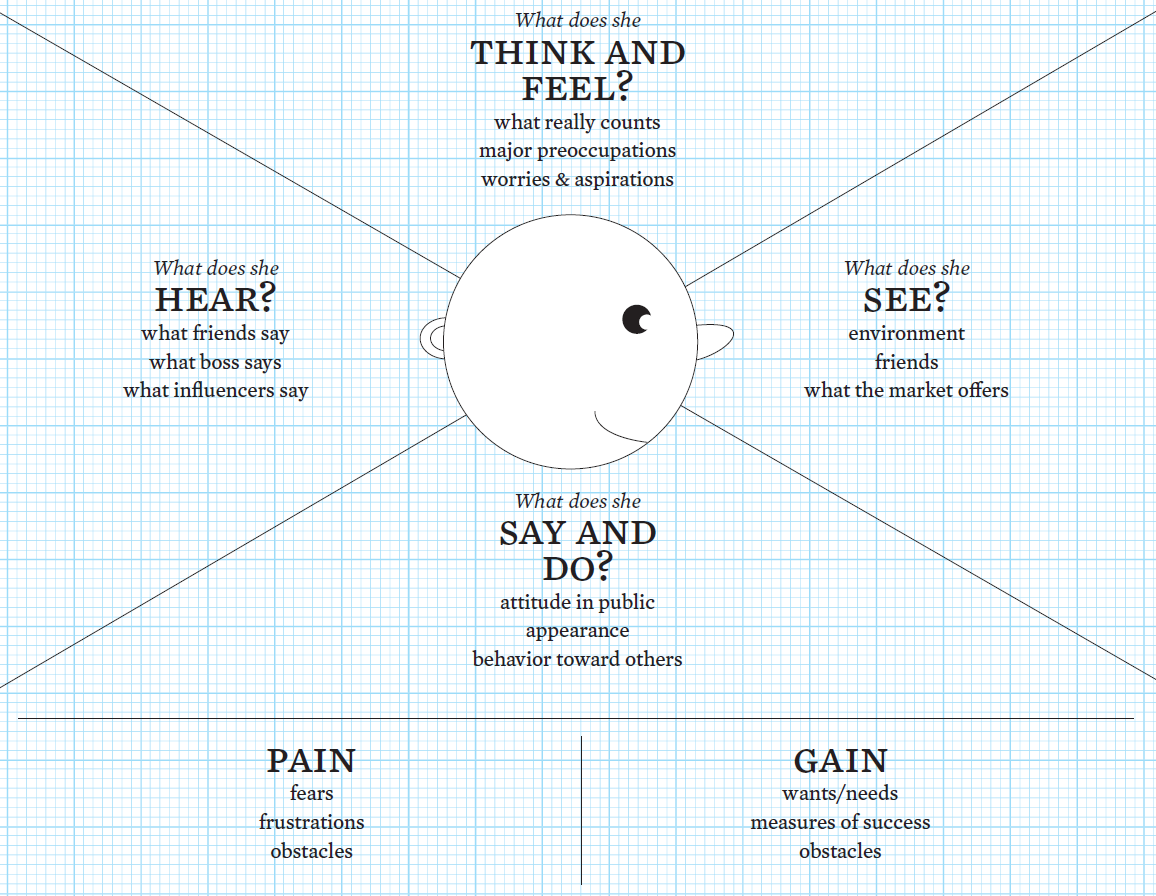 What does she
THINK AND
FEEL?
what really counts
major preoccupations
worries & aspirations
What does she
HEAR?
what friends say
what boss says
what influencers say
What does she
SEE?
environment
friends
what the market offers
What does she
SAY AND
DO?
attitude in public
appearance
behavior toward others
PAIN
fears
frustrations
obstacles
GAIN
wants/needs
measures of success
obstacles